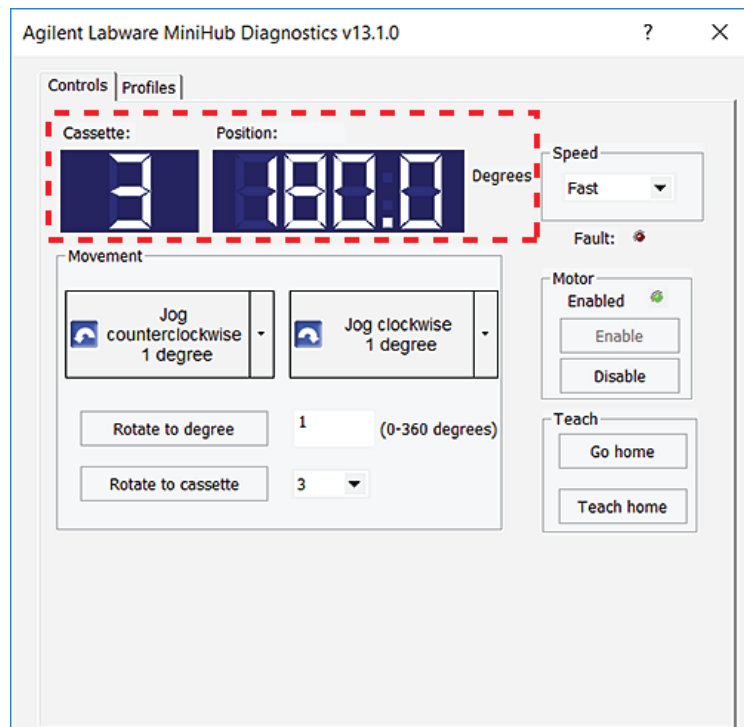 Agilent Labware MiniHub Diagnostics v13.1.0 ?
Controls Profiles
Cassette: Position:
3 180.0 Degrees
Speed
Fast
Fault:
Movement
Jog
counterclockwise
1 degree
Jog clockwise
1 degree
Rotate to degree 1 (0-360 degrees)
Rotate to cassette 3
Motor
Enabled
Enable
Disable
Teach
Go home
Teach home